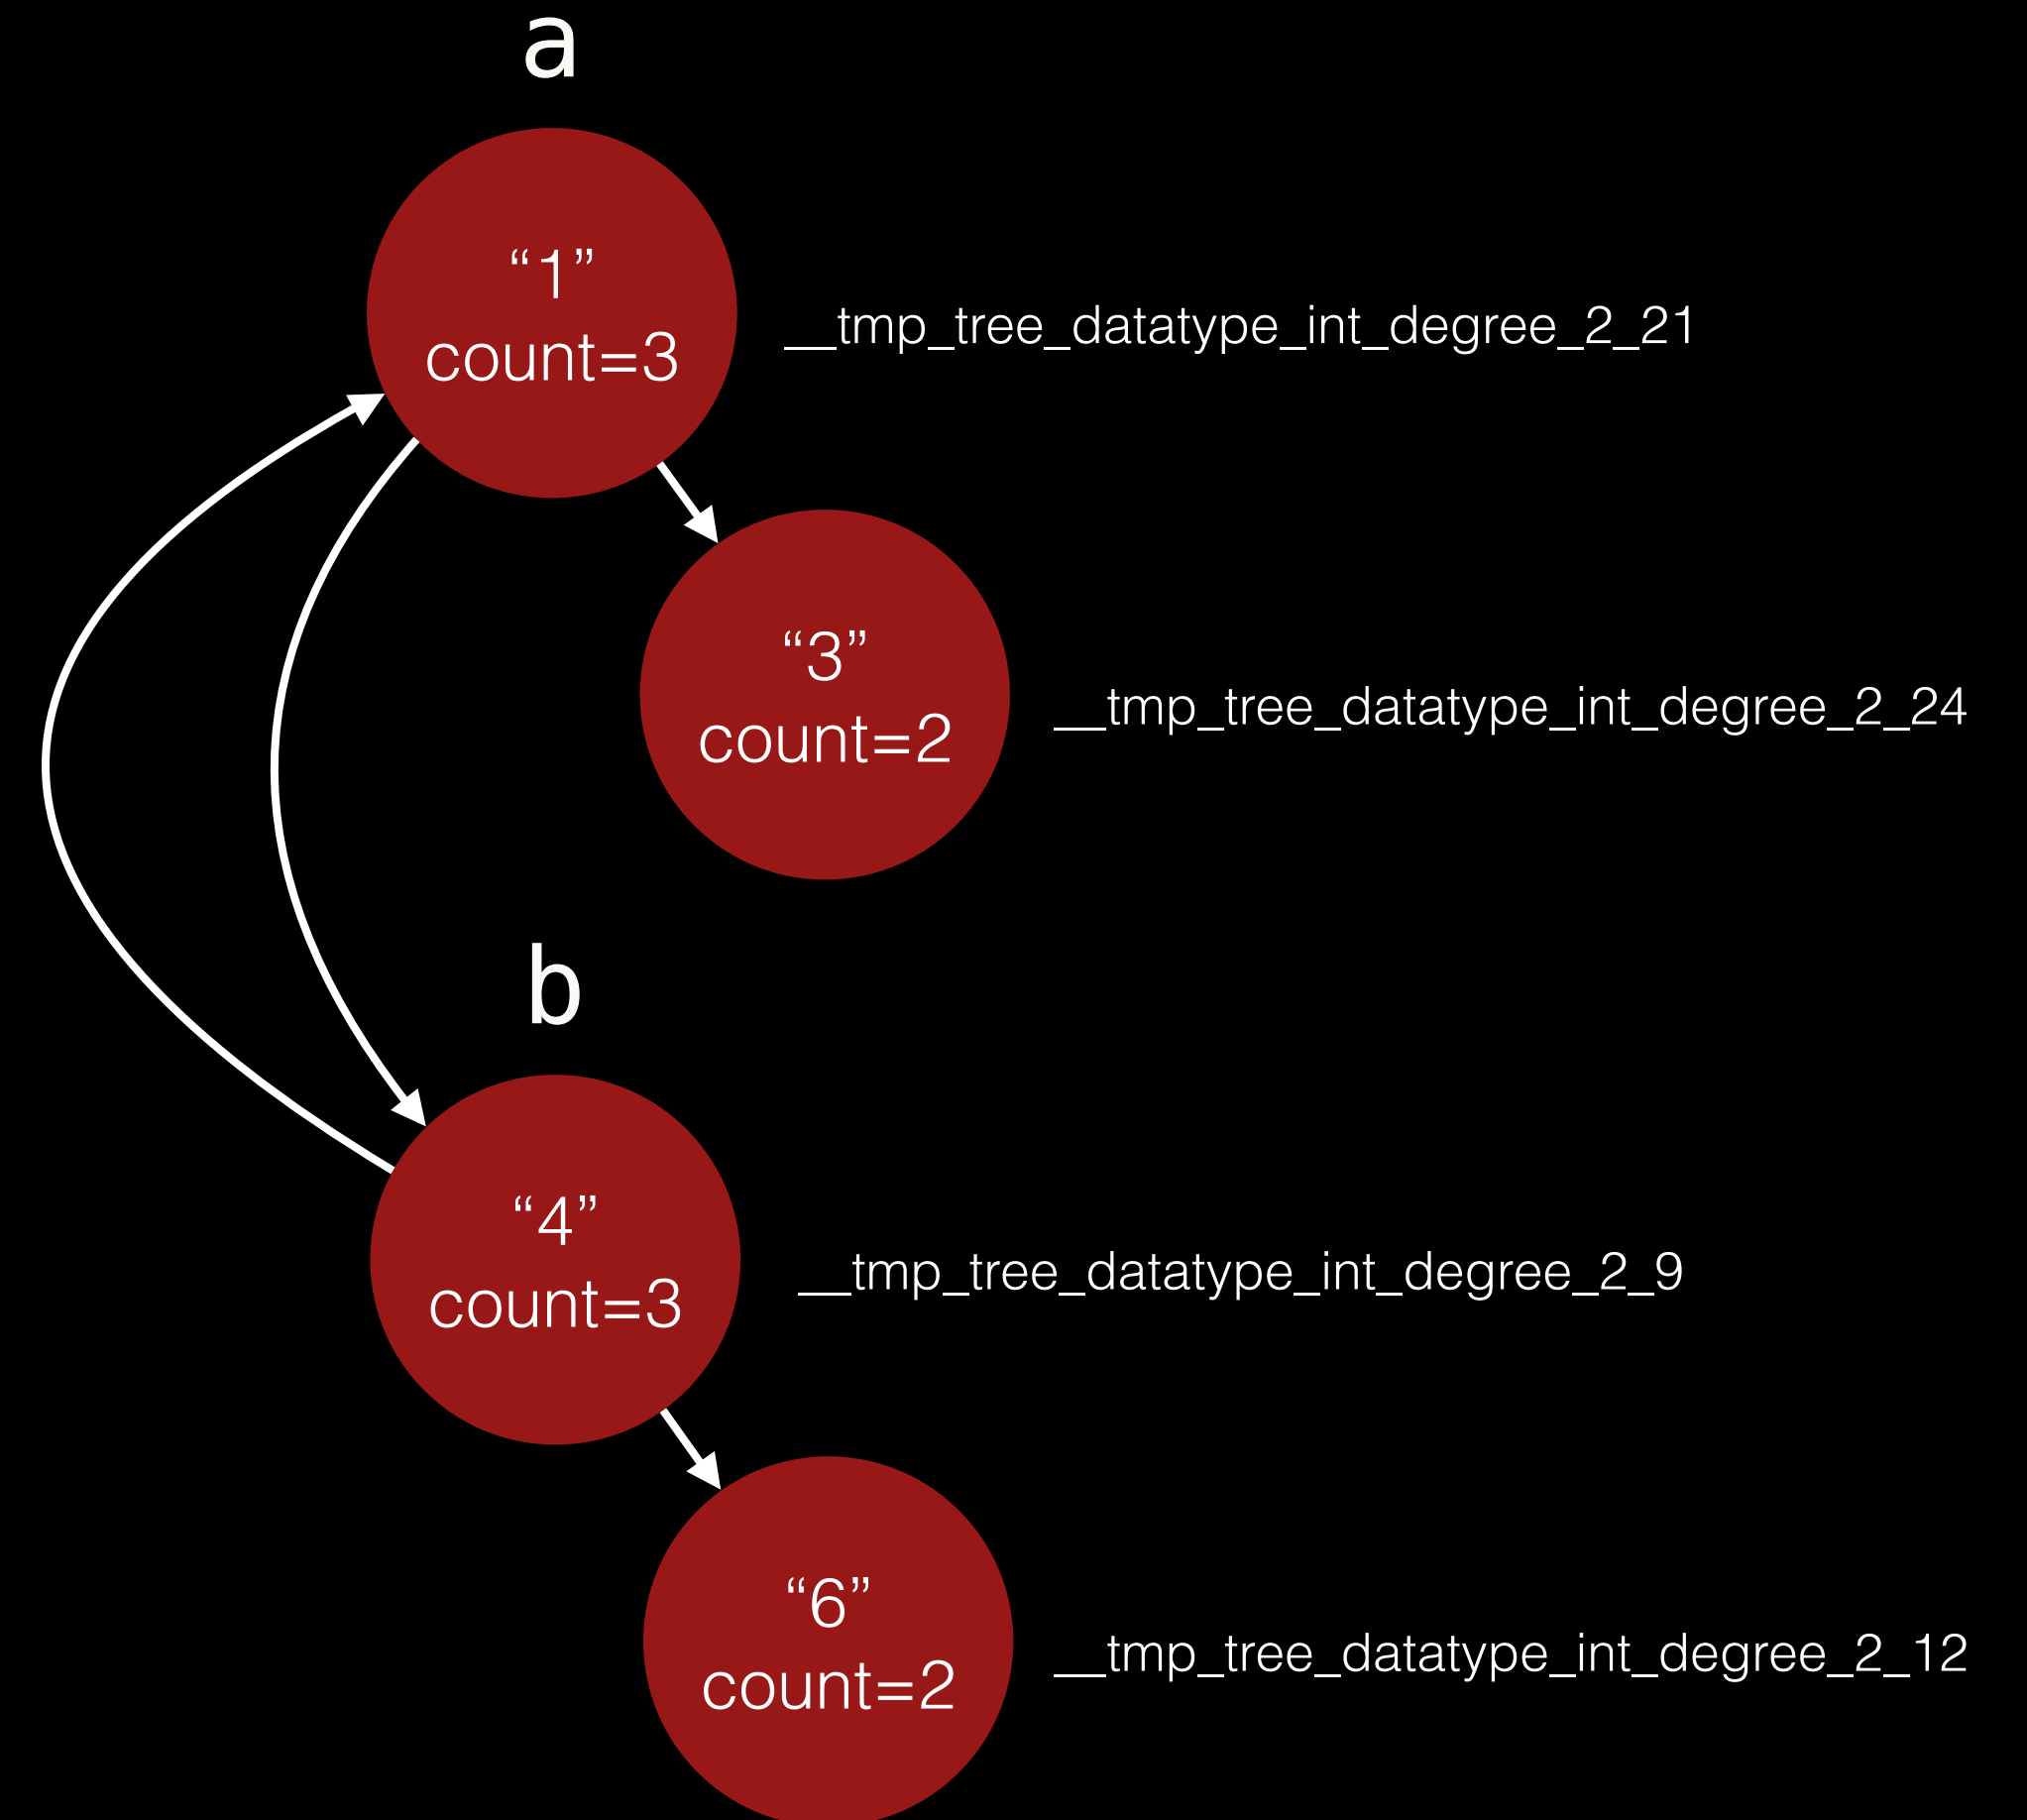 a
“1”
count=3
__tmp_tree_datatype_int_degree_2_21
“3”
count=2
__tmp_tree_datatype_int_degree_2_24
b
“4”
count=3
__tmp_tree_datatype_int_degree_2_9
“6”
count=2
__tmp_tree_datatype_int_degree_2_12